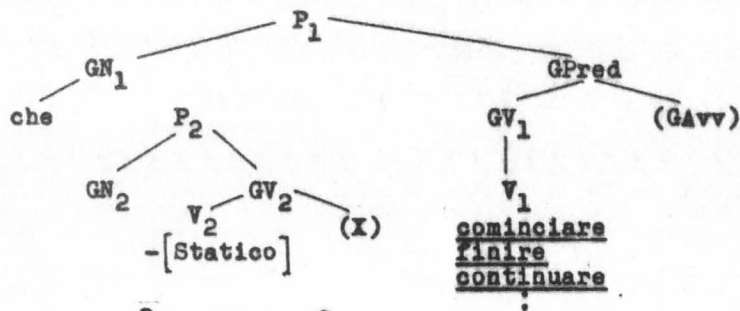 P1
GN1 GPred
che P2 GV1 (GAvv)
GN2 GV2 V1
V2 (X) cominciare
-[Statico] finire
continuare